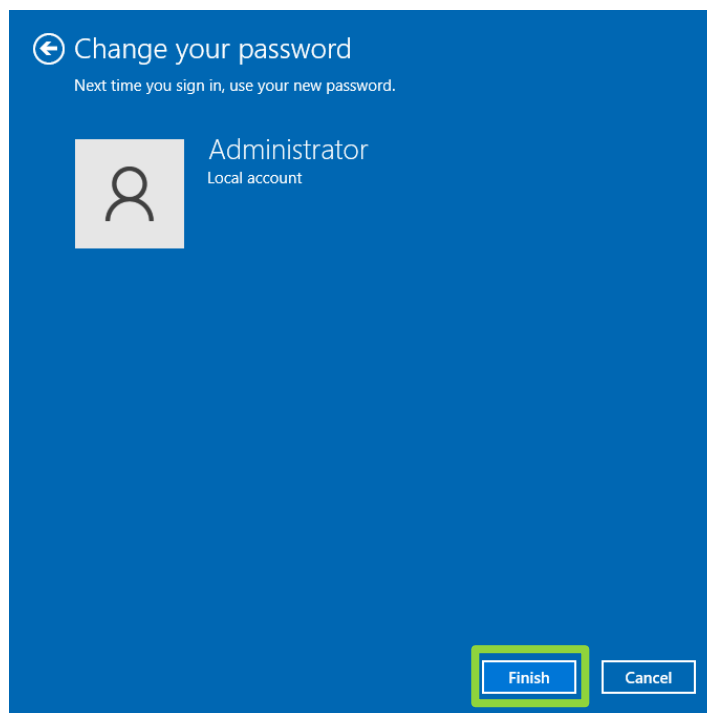 Change your password
Next time you sign in, use your new password.
Administrator
Local account
Finish
Cancel